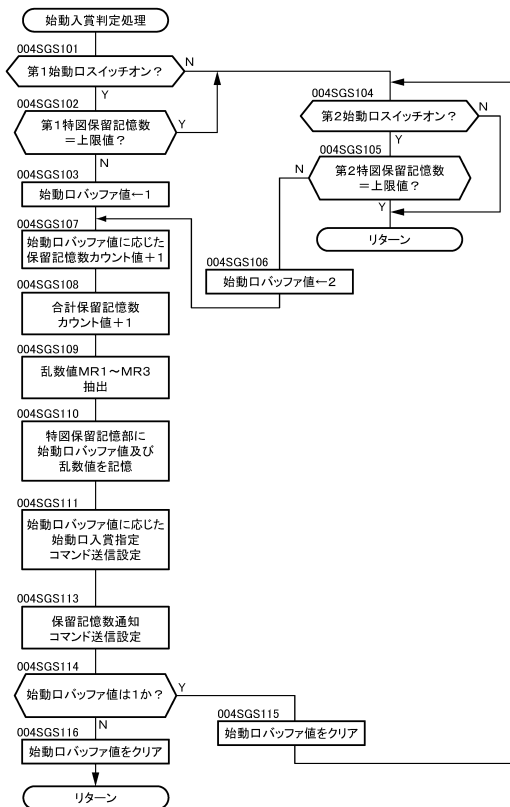 始動入賞判定処理
004SGS101
第1始動口スイッチオン?
N
Y
004SGS102
第1特図保留記憶数
=上限値?
Y
N
004SGS103
始動口バッファ値←1
004SGS104
第2始動口スイッチオン?
N
Y
004SGS105
第2特図保留記憶数
=上限値?
N
Y
リターン
004SGS106
始動口バッファ値←2
004SGS107
始動口バッファ値に応じた
保留記憶数カウント値+1
004SGS108
合計保留記憶数
カウント値+1
004SGS109
乱数値MR1~MR3
抽出
004SGS110
特図保留記憶部に
始動口バッファ値及び
乱数値を記憶
004SGS111
始動口バッファ値に応じた
始動口入賞指定
コマンド送信設定
004SGS113
保留記憶数通知
コマンド送信設定
004SGS114
始動口バッファ値は1か?
Y
N
004SGS115
始動口バッファ値をクリア
004SGS116
始動口バッファ値をクリア
リターン